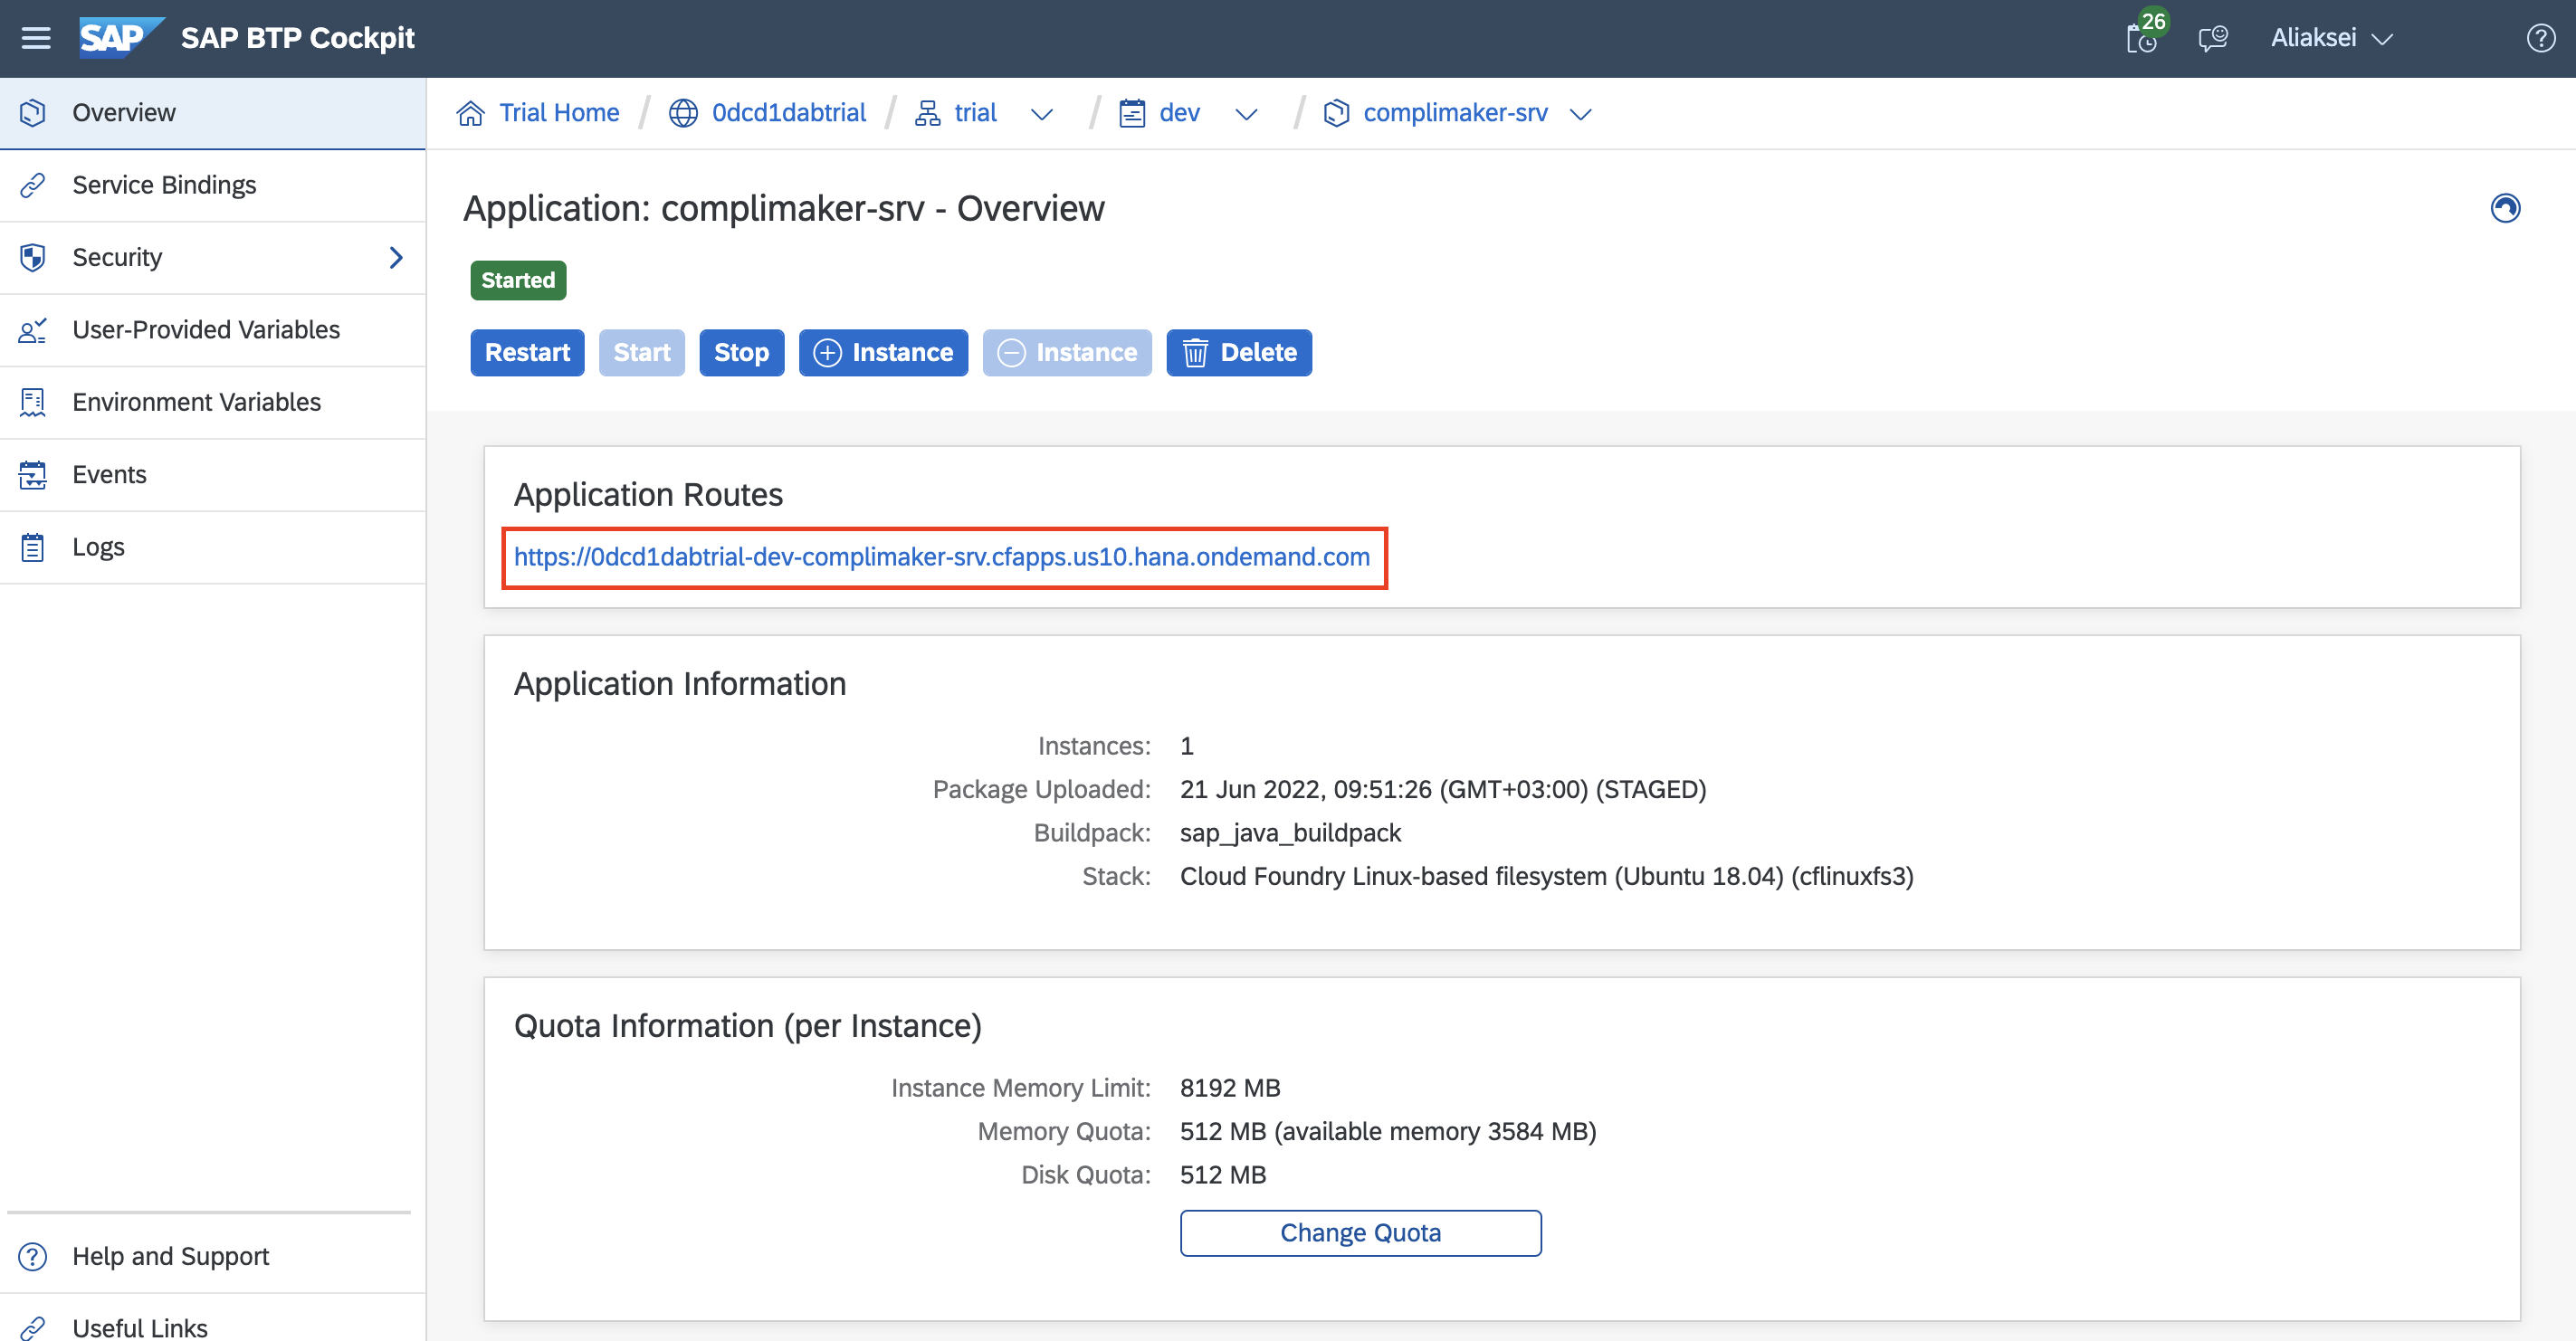 SAP SAP BTP Cockpit
26
Aliaksei
Overview
Service Bindings
Security
User-Provided Variables
Environment Variables
Events
Logs
Help and Support
Useful Links
Trial Home / 0dcd1dabtrial / trial / dev / complimaker-srv
Application: complimaker-srv - Overview
Started
Restart Start Stop Instance Instance Delete
Application Routes
https://0dcd1dabtrial-dev-complimaker-srv.cfapps.us10.hana.ondemand.com
Application Information
Instances: 1
Package Uploaded: 21 Jun 2022, 09:51:26 (GMT+03:00) (STAGED)
Buildpack: sap_java_buildpack
Stack: Cloud Foundry Linux-based filesystem (Ubuntu 18.04) (cflinuxfs3)
Quota Information (per Instance)
Instance Memory Limit: 8192 MB
Memory Quota: 512 MB (available memory 3584 MB)
Disk Quota: 512 MB
Change Quota